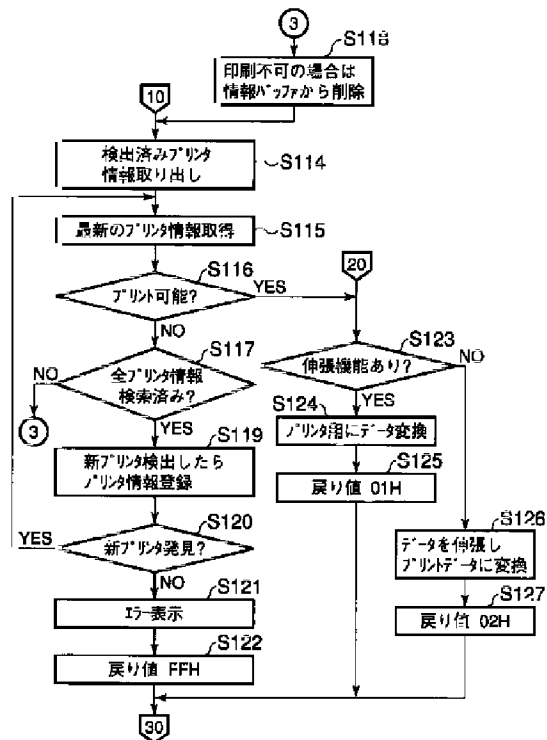 3
S118
印刷不可の場合は
情報バッファから削除
10
検出済みプリンタ
情報取り出し
S114
最新のプリンタ情報取得
S115
20
S116
プリント可能?
YES
NO
S123
伸張機能あり?
NO
YES
S117
全プリンタ情報
検索済み?
NO
3
YES
S124
プリンタ用にデータ変換
S125
戻り値 01H
S119
新プリンタ検出したら
プリンタ情報登録
S120
新プリンタ発見?
YES
NO
S126
データを伸張し
プリントデータに変換
S121
エラー表示
S127
戻り値 02H
S122
戻り値 FFH
30